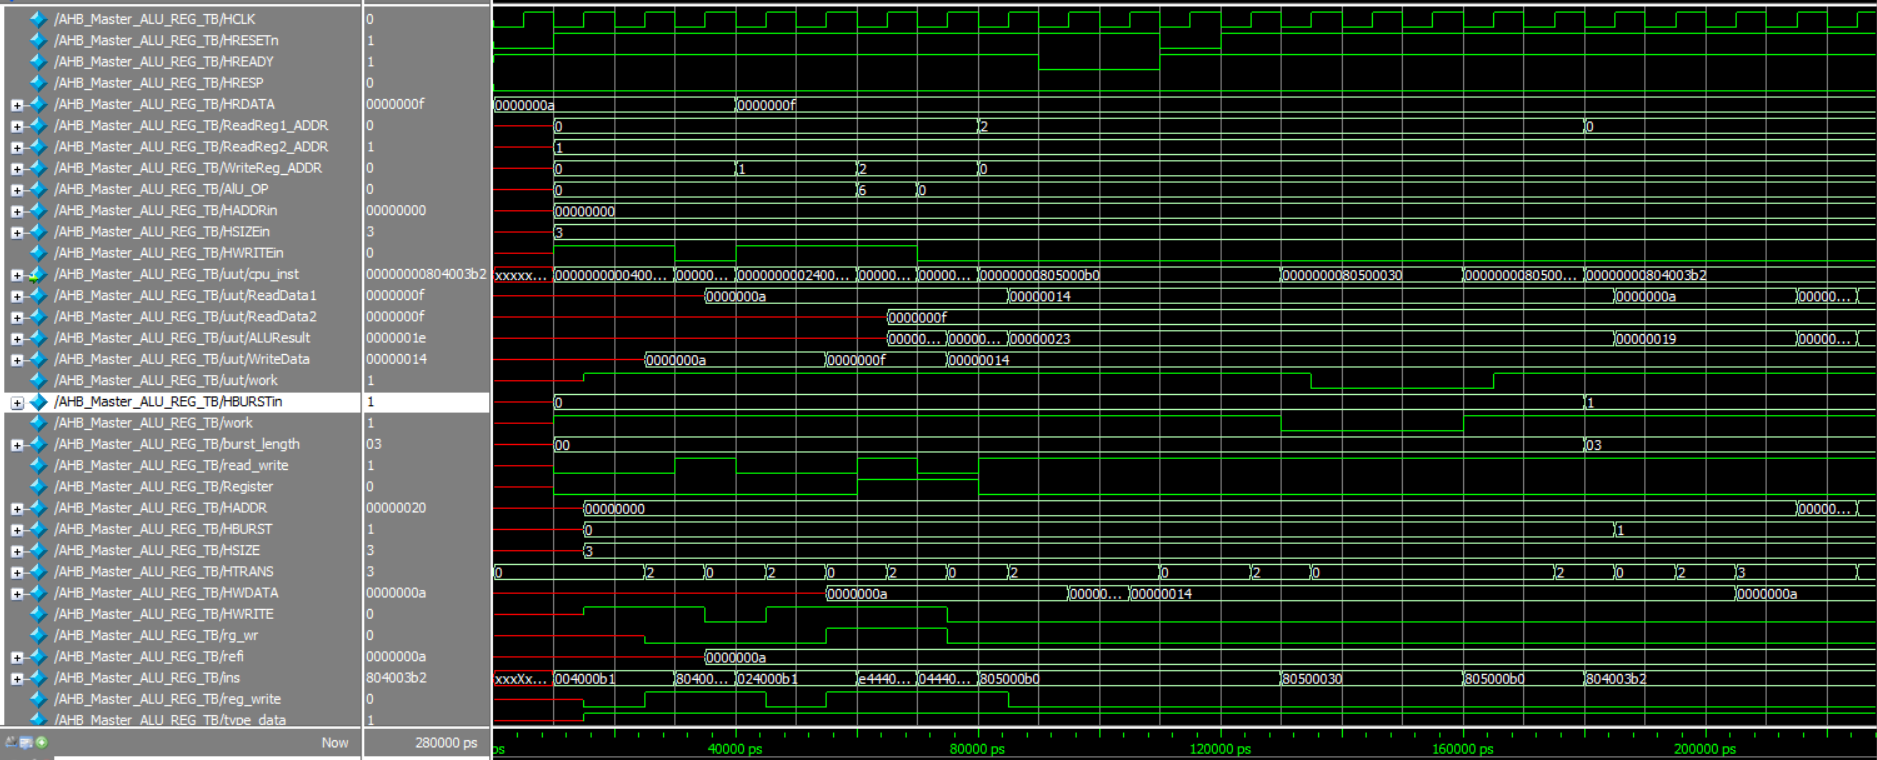 /AHB_Master_ALU_REG_TB/HCLK 0
/AHB_Master_ALU_REG_TB/HRESETn 1
/AHB_Master_ALU_REG_TB/HREADY 1
/AHB_Master_ALU_REG_TB/HRESP 0
/AHB_Master_ALU_REG_TB/HRDATA 0000000f 0000000a 0000000f
/AHB_Master_ALU_REG_TB/ReadReg1_ADDR 0 0 2 0
/AHB_Master_ALU_REG_TB/ReadReg2_ADDR 1 1
/AHB_Master_ALU_REG_TB/WriteReg_ADDR 0 0 1 2 0
/AHB_Master_ALU_REG_TB/AlU_OP 0 0 6 0
/AHB_Master_ALU_REG_TB/HADDRin 00000000 00000000
/AHB_Master_ALU_REG_TB/HSIZEin 3 3
/AHB_Master_ALU_REG_TB/HWRITEin 0
/AHB_Master_ALU_REG_TB/uut/cpu_inst 00000000804003b2 xxxxx... 0000000000400... 00000... 0000000002400... 00000... 00000... 00000000805000b0 0000000080500030 0000000080500... 00000000804003b2
/AHB_Master_ALU_REG_TB/uut/ReadData1 0000000f 0000000a 00000014 0000000a 00000...
/AHB_Master_ALU_REG_TB/uut/ReadData2 0000000f 0000000f
/AHB_Master_ALU_REG_TB/uut/ALUResult 0000001e 00000... 00000... 00000023 00000019 00000...
/AHB_Master_ALU_REG_TB/uut/WriteData 00000014 0000000a 0000000f 00000014
/AHB_Master_ALU_REG_TB/uut/work 1
/AHB_Master_ALU_REG_TB/HBURSTin 1 0 1
/AHB_Master_ALU_REG_TB/work 1
/AHB_Master_ALU_REG_TB/burst_length 03 00 03
/AHB_Master_ALU_REG_TB/read_write 1
/AHB_Master_ALU_REG_TB/Register 0
/AHB_Master_ALU_REG_TB/HADDR 00000020 00000000 00000...
/AHB_Master_ALU_REG_TB/HBURST 1 0 1
/AHB_Master_ALU_REG_TB/HSIZE 3 3
/AHB_Master_ALU_REG_TB/HTRANS 3 0 2 0 2 0 2 0 2 0 2 0 2 0 2 3
/AHB_Master_ALU_REG_TB/HWDATA 0000000a 0000000a 00000... 00000014 0000000a
/AHB_Master_ALU_REG_TB/HWRITE 0
/AHB_Master_ALU_REG_TB/rg_wr 0
/AHB_Master_ALU_REG_TB/refi 0000000a 0000000a
/AHB_Master_ALU_REG_TB/ins 804003b2 xxxXx... 004000b1 80400... 024000b1 e4440... 04440... 805000b0 80500030 805000b0 804003b2
/AHB_Master_ALU_REG_TB/reg_write 0
/AHB_Master_ALU_REG_TB/type_data 1
Now 280000 ps ps 40000 ps 80000 ps 120000 ps 160000 ps 200000 ps